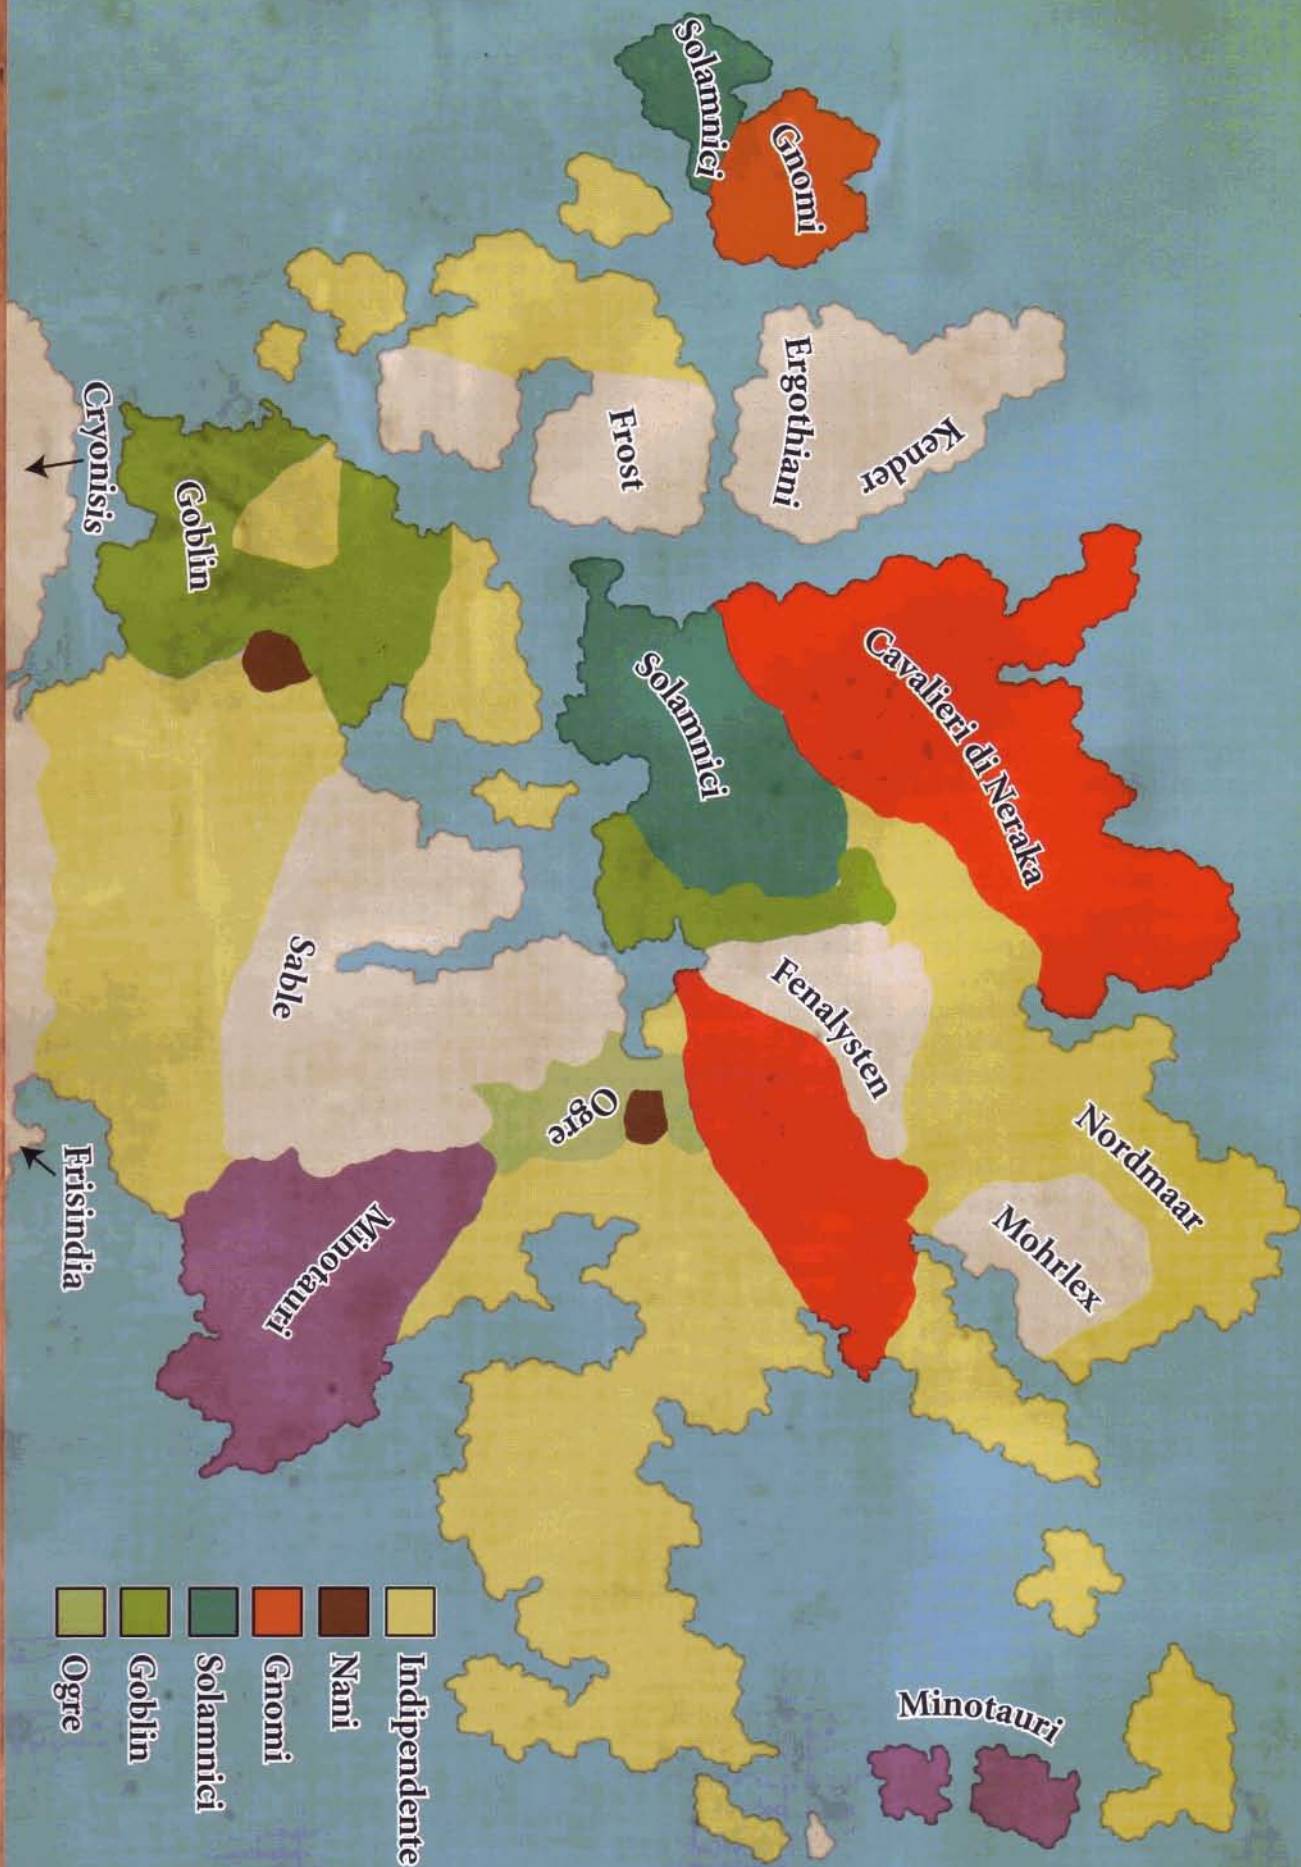 Solamnici
Gnomi
Ergothiani
Kender
Frost
Cavalieri di Neraka
Solamnici
Fenalysten
Nordmaar
Mohrlex
Goblin
Cryonisis
Sable
Ogre
Minotauri
Frisindia
Minotauri
Indipendente
Nani
Gnomi
Solamnici
Goblin
Ogre